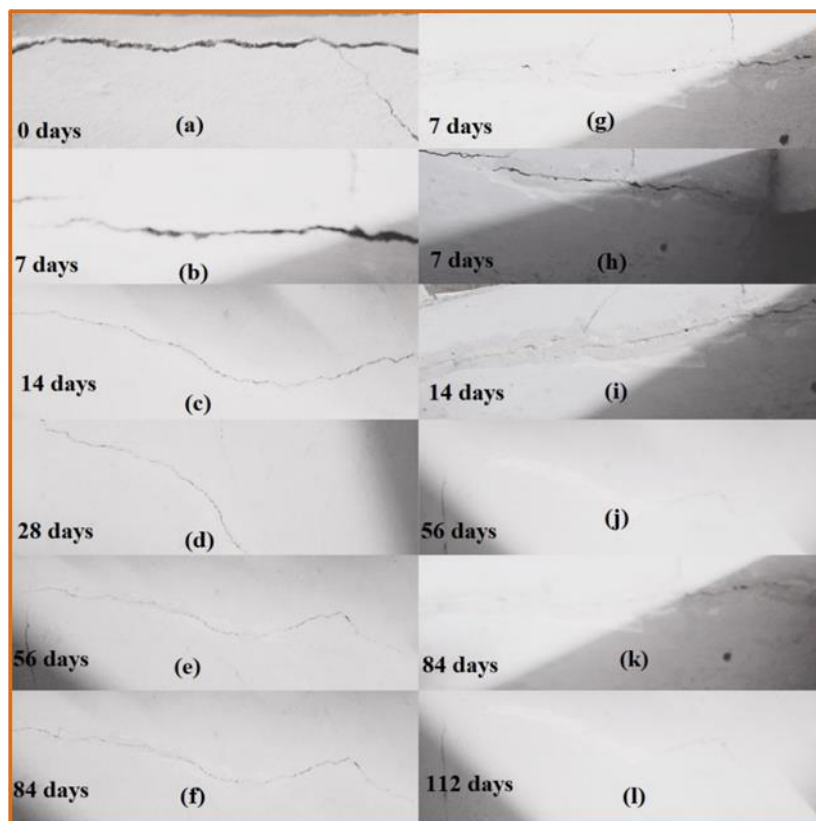 0 days (a)
7 days (b)
14 days (c)
28 days (d)
56 days (e)
84 days (f)
7 days (g)
7 days (h)
14 days (i)
56 days (j)
84 days (k)
112 days (l)